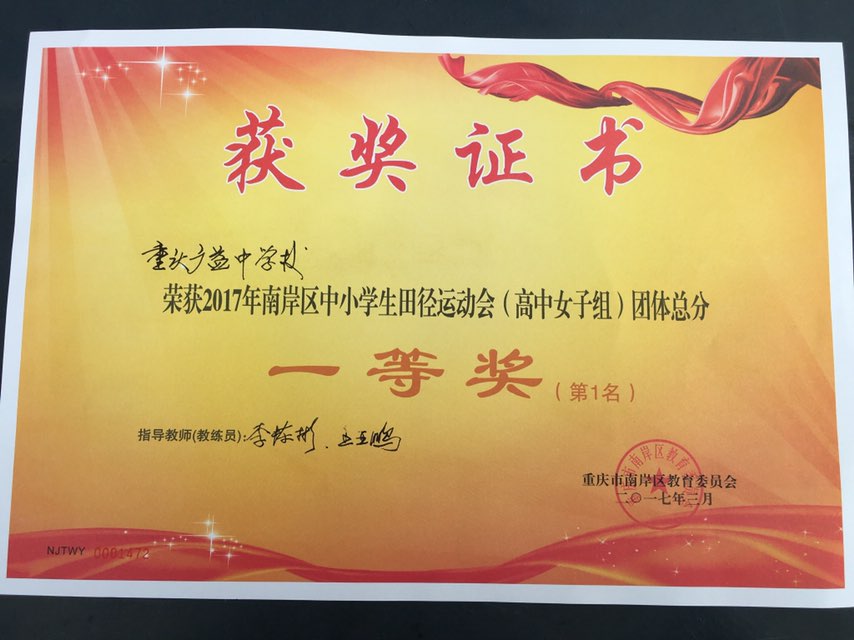 获奖证书
重庆广益中学校
荣获2017年南岸区中小学生田径运动会（高中女子组）团体总分
一等奖（第1名）
指导教师(教练员):李
重庆市南岸区教育委员会
二〇一七年三月
NJTWY 0001472